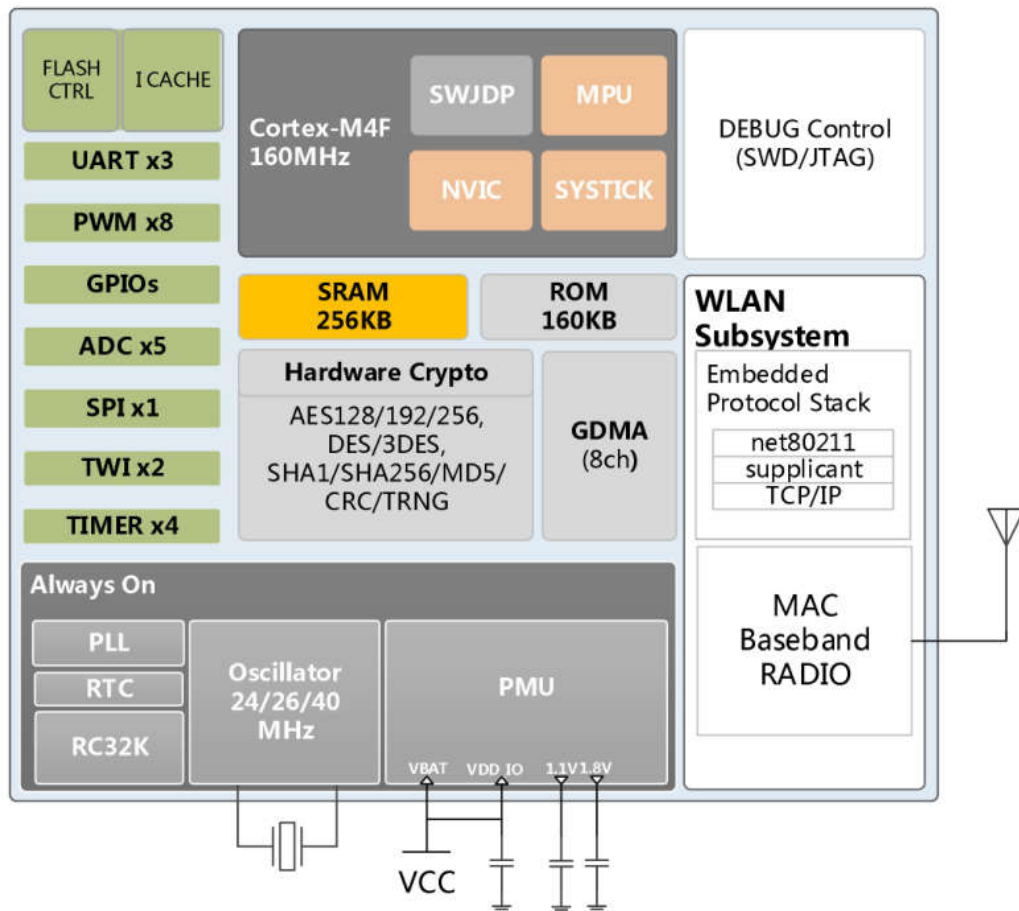 FLASH
CTRL
I CACHE
UART x3
PWM x8
GPIOs
ADC x5
SPI x1
TWI x2
TIMER x4
Cortex-M4F
160MHz
SWJDP
MPU
NVIC
SYSTICK
DEBUG Control
(SWD/JTAG)
SRAM
256KB
ROM
160KB
Hardware Crypto
AES128/192/256,
DES/3DES,
SHA1/SHA256/MD5/
CRC/TRNG
GDMA
(8ch)
WLAN
Subsystem
Embedded
Protocol Stack
net80211
supplicant
TCP/IP
MAC
Baseband
RADIO
Always On
PLL
RTC
RC32K
Oscillator
24/26/40
MHz
PMU
VBAT
VDD_IO
1.1V
1.8V
VCC